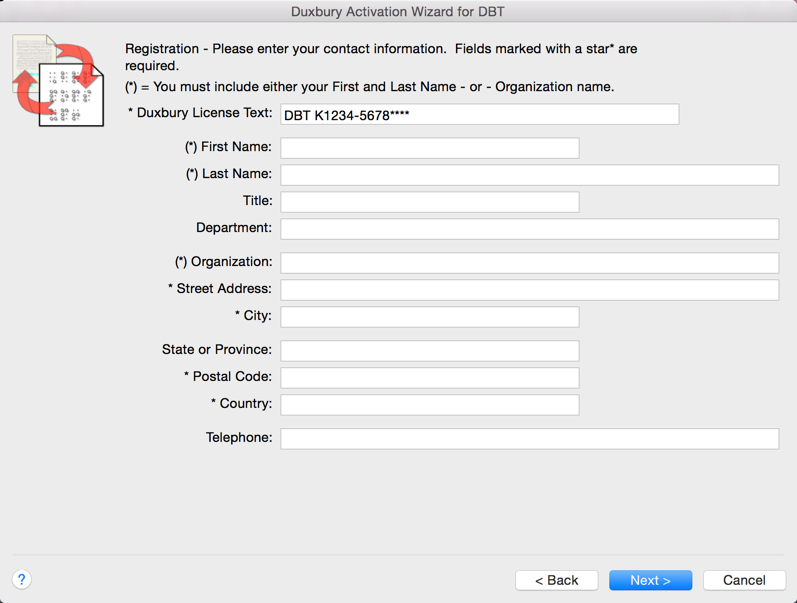 Duxbury Activation Wizard for DBT
Registration - Please enter your contact information.  Fields marked with a star* are
required.
(*) = You must include either your First and Last Name - or - Organization name.
* Duxbury License Text: DBT K1234-5678****
(*) First Name:
(*) Last Name:
Title:
Department:
(*) Organization:
* Street Address:
* City:
State or Province:
* Postal Code:
* Country:
Telephone:
? < Back Next > Cancel